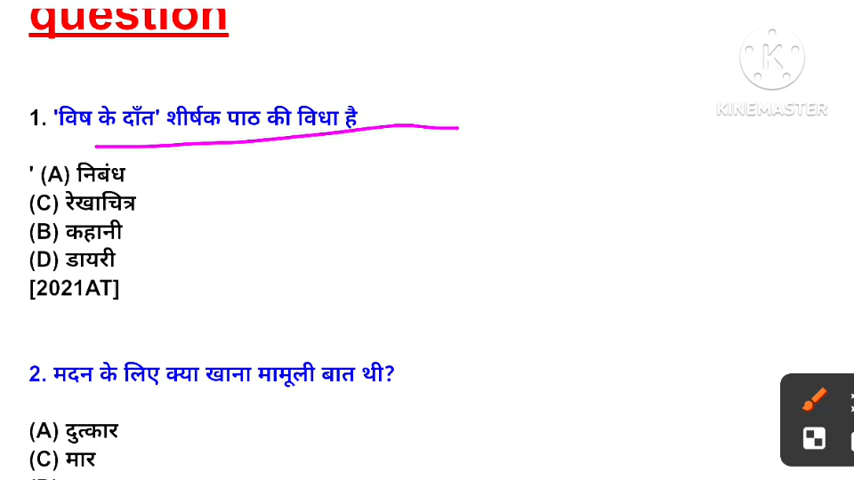 question
KINEMASTER
1. 'विष के दाँत' शीर्षक पाठ की विधा है
' (A) निबंध
(C) रेखाचित्र
(B) कहानी
(D) डायरी
[2021AT]
2. मदन के लिए क्या खाना मामूली बात थी?
(A) दुत्कार
(C) मार